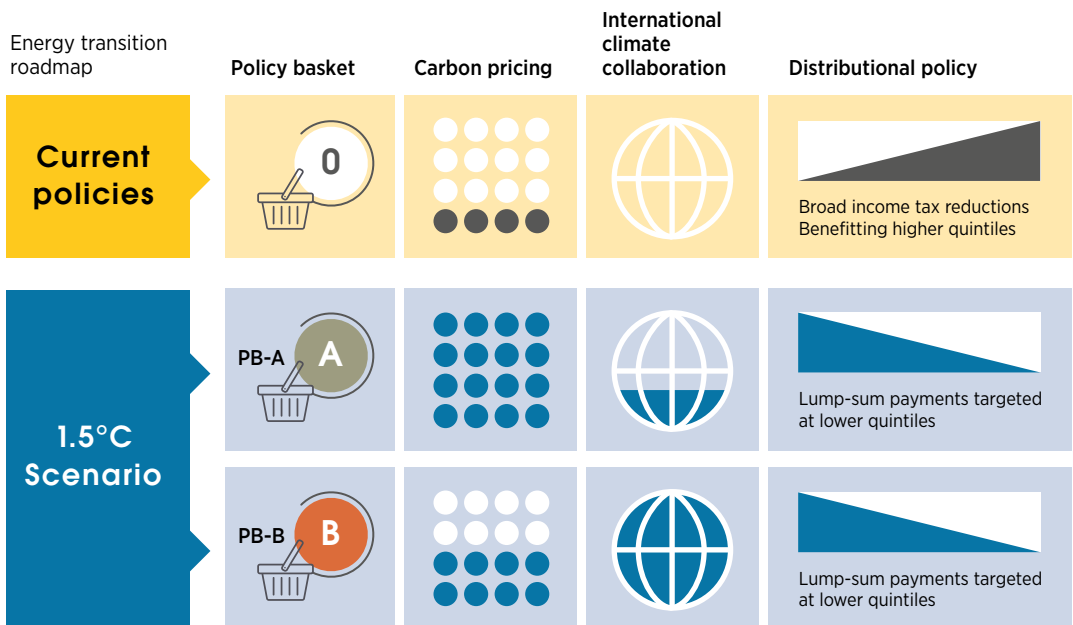 Energy transition
roadmap
Policy basket
Carbon pricing
International
climate
collaboration
Distributional policy
Current
policies
0
Broad income tax reductions
Benefitting higher quintiles
1.5°C
Scenario
PB-A
A
Lump-sum payments targeted
at lower quintiles
PB-B
B
Lump-sum payments targeted
at lower quintiles